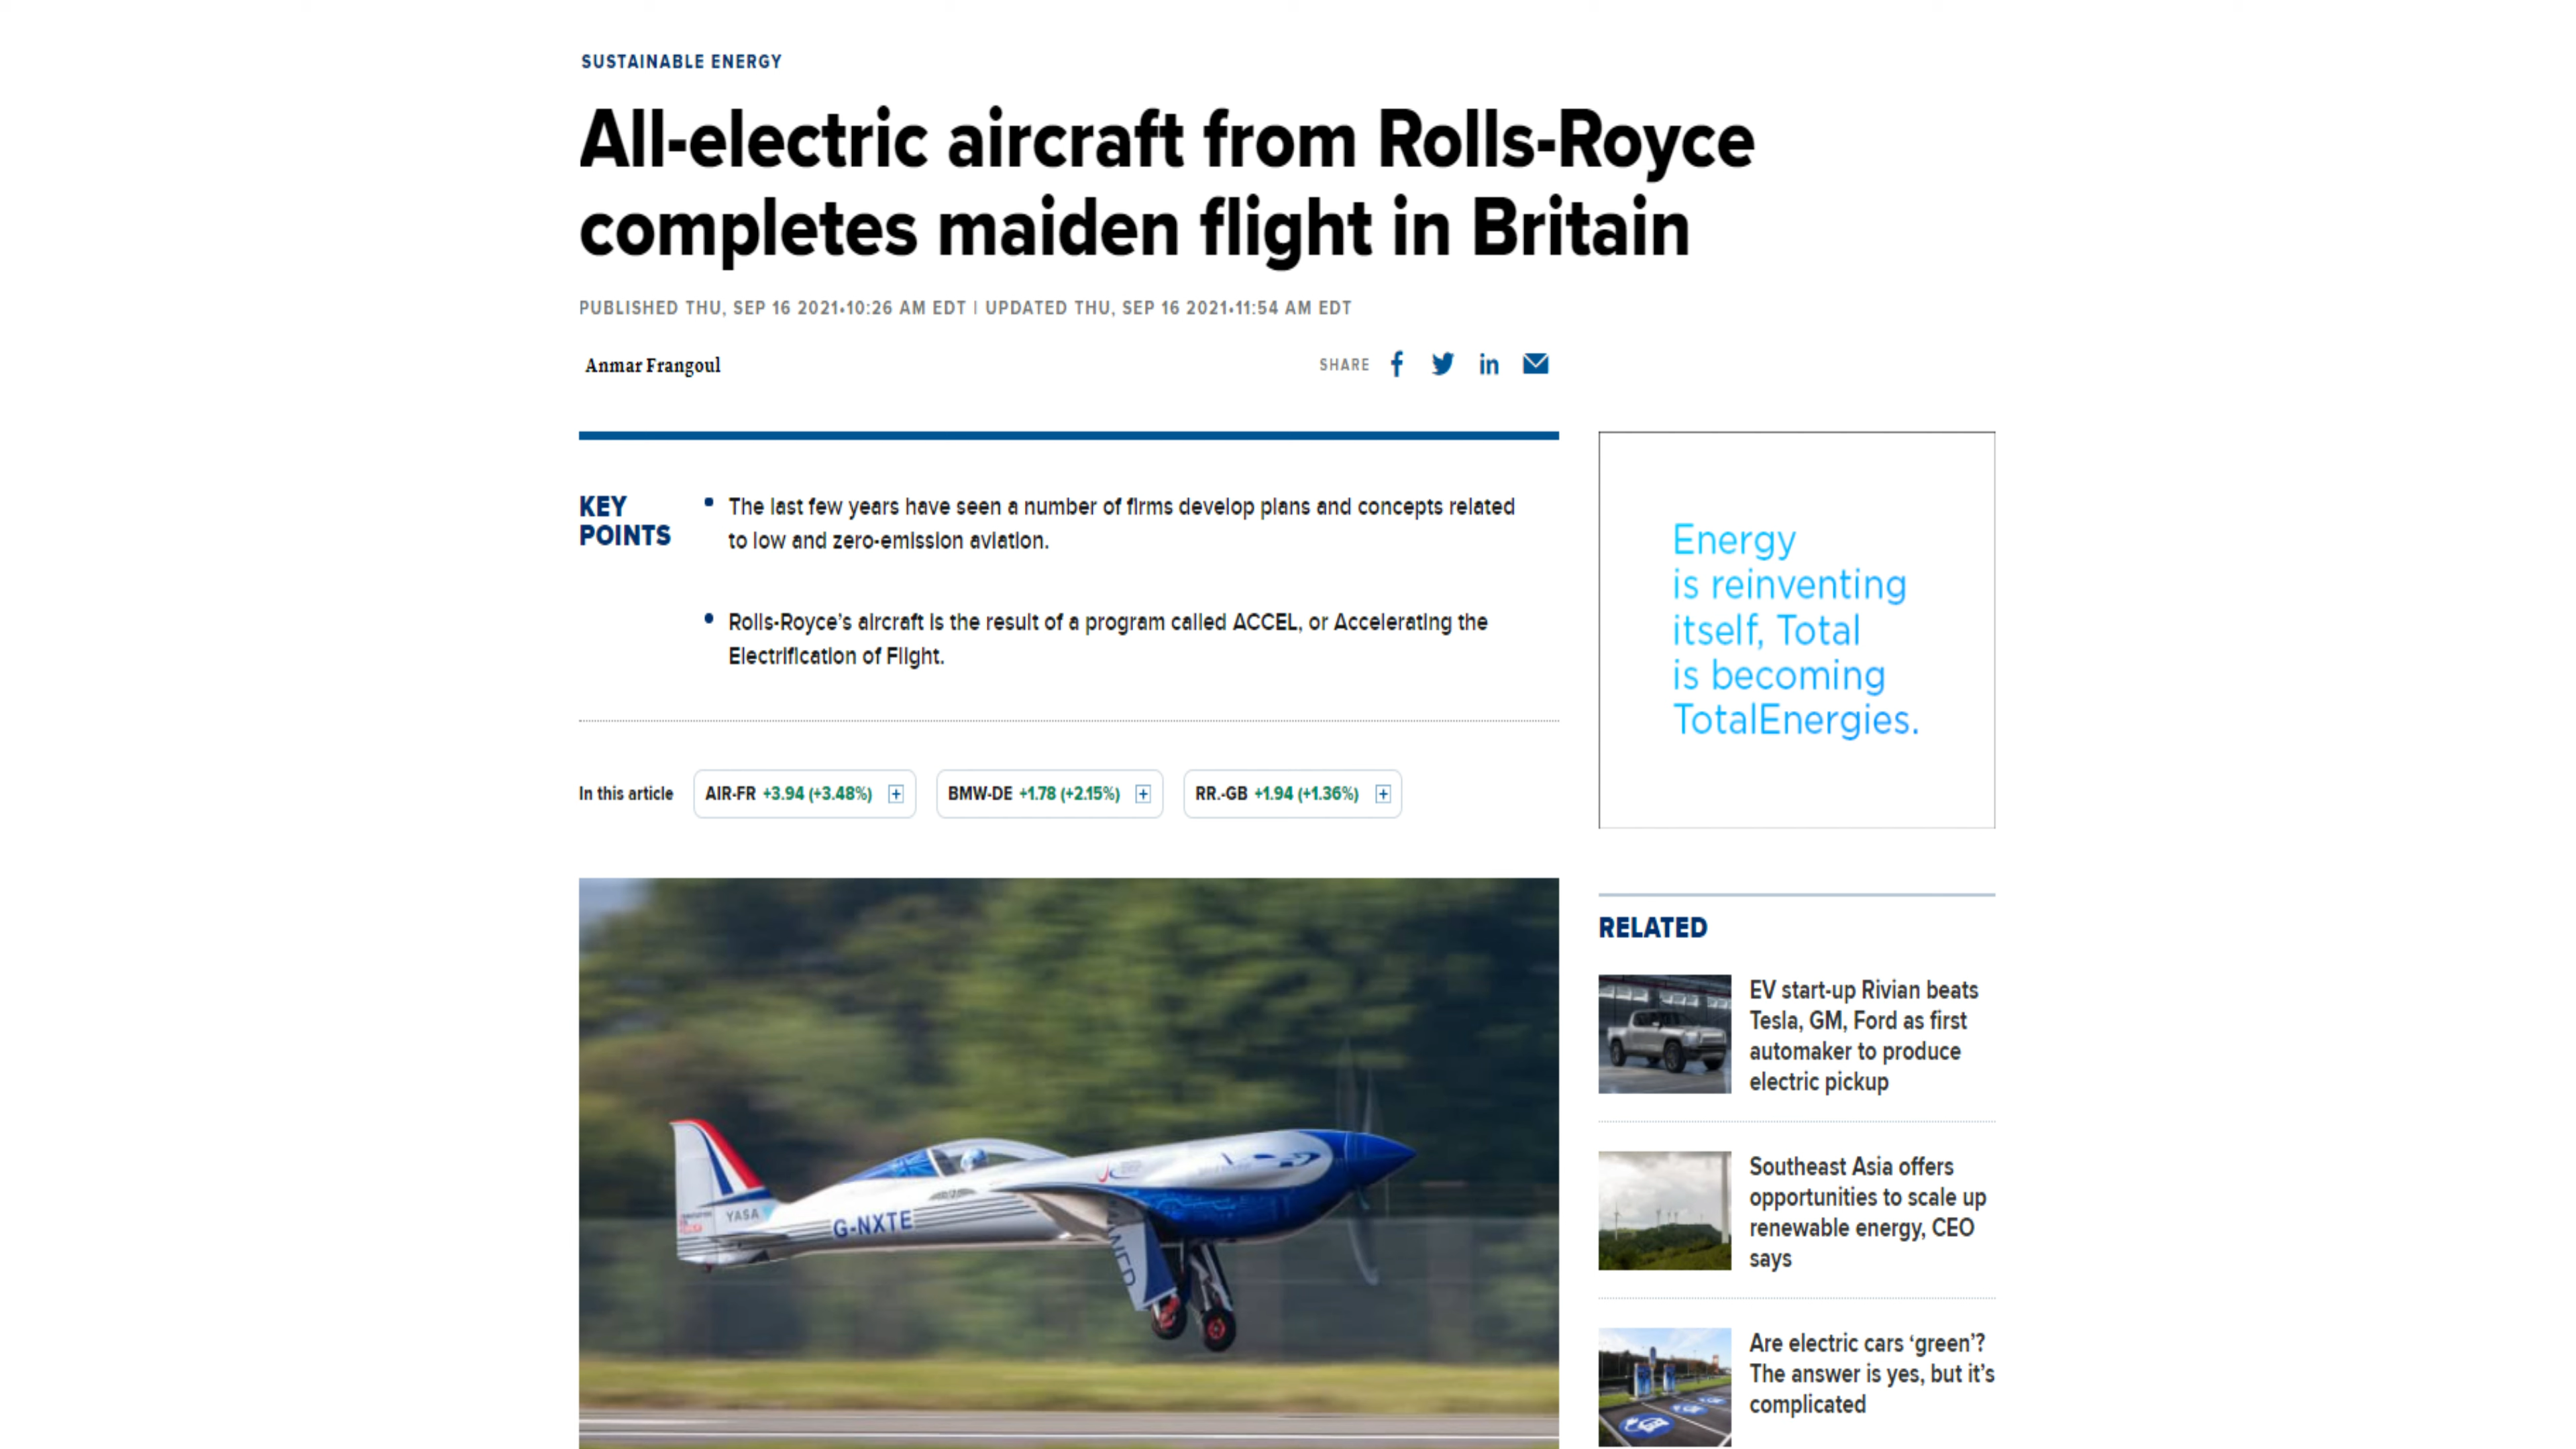 SUSTAINABLE ENERGY
All-electric aircraft from Rolls-Royce
completes maiden flight in Britain
PUBLISHED THU, SEP 16 2021•10:26 AM EDT | UPDATED THU, SEP 16 2021•11:54 AM EDT
Anmar Frangoul
SHARE
KEY
POINTS
• The last few years have seen a number of firms develop plans and concepts related
to low and zero-emission aviation.
• Rolls-Royce’s aircraft is the result of a program called ACCEL, or Accelerating the
Electrification of Flight.
In this article AIR-FR +3.94 (+3.48%) BMW-DE +1.78 (+2.15%) RR.-GB +1.94 (+1.36%)
YASA
G-NXTE
Energy
is reinventing
itself, Total
is becoming
TotalEnergies.
RELATED
EV start-up Rivian beats
Tesla, GM, Ford as first
automaker to produce
electric pickup
Southeast Asia offers
opportunities to scale up
renewable energy, CEO
says
Are electric cars ‘green’?
The answer is yes, but it’s
complicated